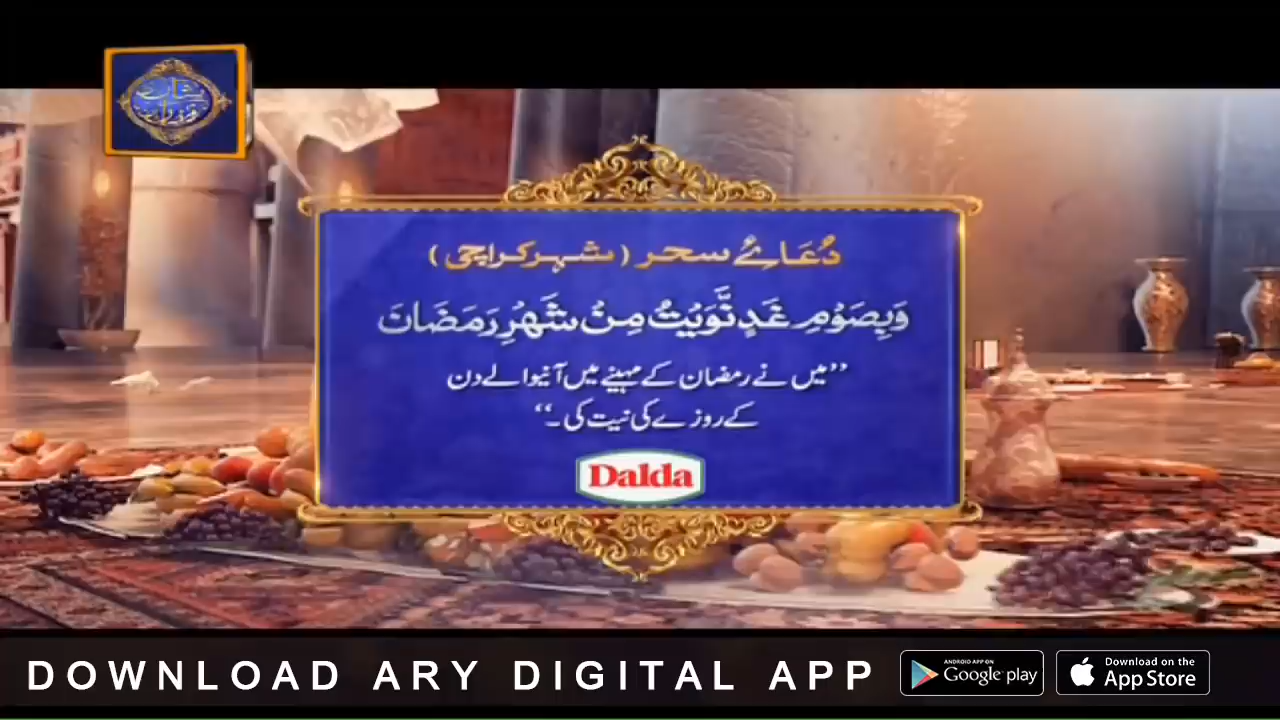 دُعَائے سحر (شہر کراچی)
وَبِصَوْمِ غَدٍ نَّوَيْتُ مِنْ شَهْرِ رَمَضَانَ
’’میں نے رمضان کے مہینے میں آنیوالے دن
کے روزے کی نیت کی۔‘‘
Dalda
DOWNLOAD ARY DIGITAL APP
ANDROID APP ON
Google play
Download on the
App Store